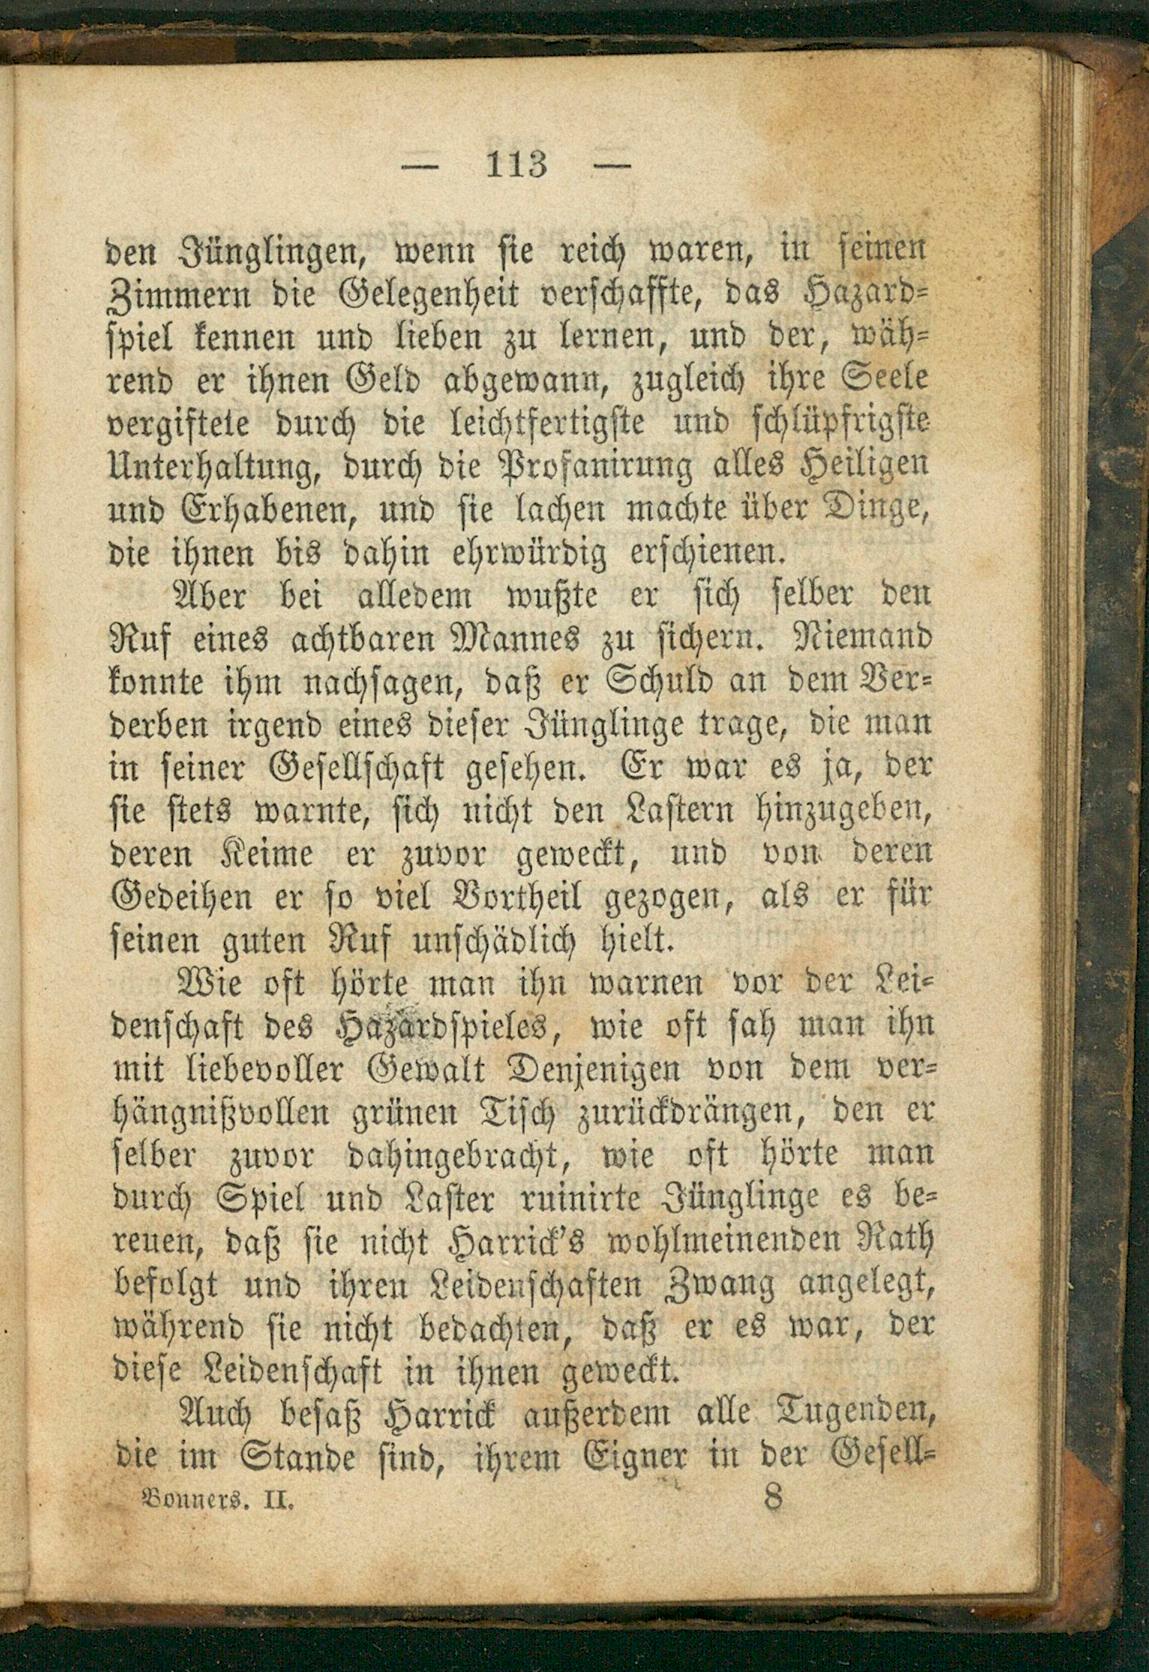 — 113 —
den Jünglingen, wenn sie reich waren, in seinen
Zimmern die Gelegenheit verschaffte, das Hazard-
spiel kennen und lieben zu lernen, und der, wäh-
rend er ihnen Geld abgewann, zugleich ihre Seele
vergiftete durch die leichtfertigste und schlüpfrigste
Unterhaltung, durch die Profanirung alles Heiligen
und Erhabenen, und sie lachen machte über Dinge,
die ihnen bis dahin ehrwürdig erschienen.
Aber bei alledem wußte er sich selber den
Ruf eines achtbaren Mannes zu sichern. Niemand
konnte ihm nachsagen, daß er Schuld an dem Ver-
derben irgend eines dieser Jünglinge trage, die man
in seiner Gesellschaft gesehen. Er war es ja, der
sie stets warnte, sich nicht den Lastern hinzugeben,
deren Keime er zuvor geweckt, und von deren
Gedeihen er so viel Vortheil gezogen, als er für
seinen guten Ruf unschädlich hielt.
Wie oft hörte man ihn warnen vor der Lei-
denschaft des Hazardspieles, wie oft sah man ihn
mit liebevoller Gewalt Denjenigen von dem ver-
hängnißvollen grünen Tisch zurückdrängen, den er
selber zuvor dahingebracht, wie oft hörte man
durch Spiel und Laster ruinirte Jünglinge es be-
reuen, daß sie nicht Harrick's wohlmeinenden Rath
befolgt und ihren Leidenschaften Zwang angelegt,
während sie nicht bedachten, daß er es war, der
diese Leidenschaft in ihnen geweckt.
Auch besaß Harrick außerdem alle Tugenden,
die im Stande sind, ihrem Eigner in der Gesell-
Bonners. II. 8